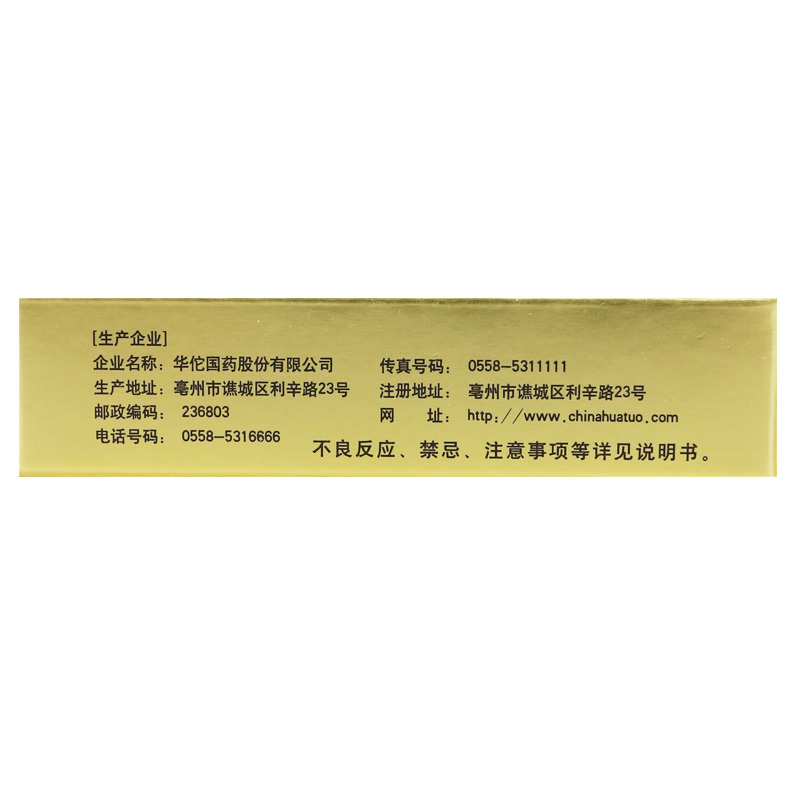 [生产企业]
企业名称：华佗国药股份有限公司
生产地址：亳州市谯城区利辛路23号
邮政编码：236803
电话号码：0558-5316666
传真号码：0558-5311111
注册地址：亳州市谯城区利辛路23号
网　　址：http://www.chinahuatuo.com
不良反应、禁忌、注意事项等详见说明书。